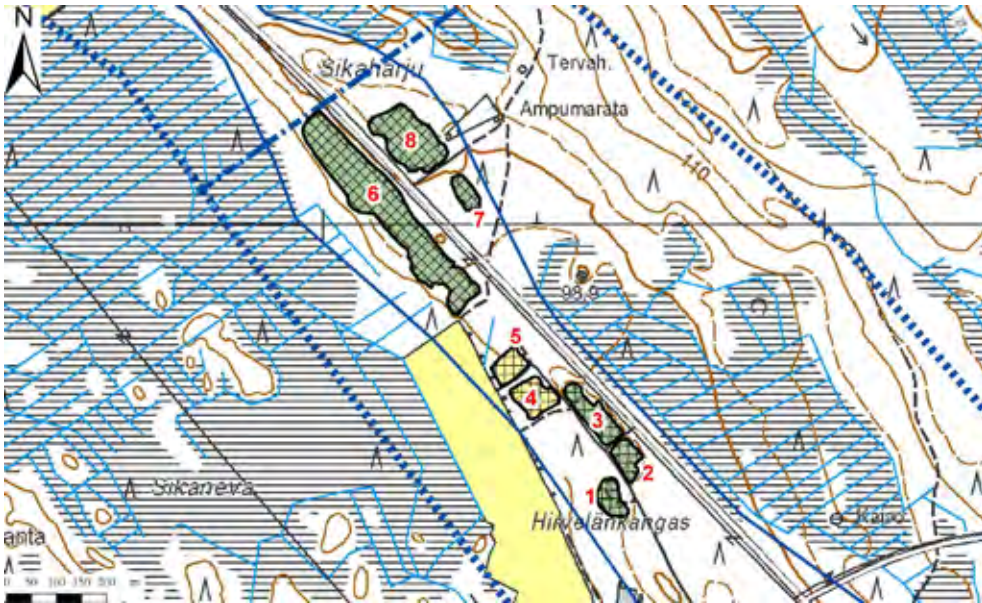 N
Sikaharju
Tervah.
Ampumarata
8
110
6
7
98,9
5
4
3
2
1
Sikaneva
Hirvelänkangas
anta
0 50 100 150 200 m